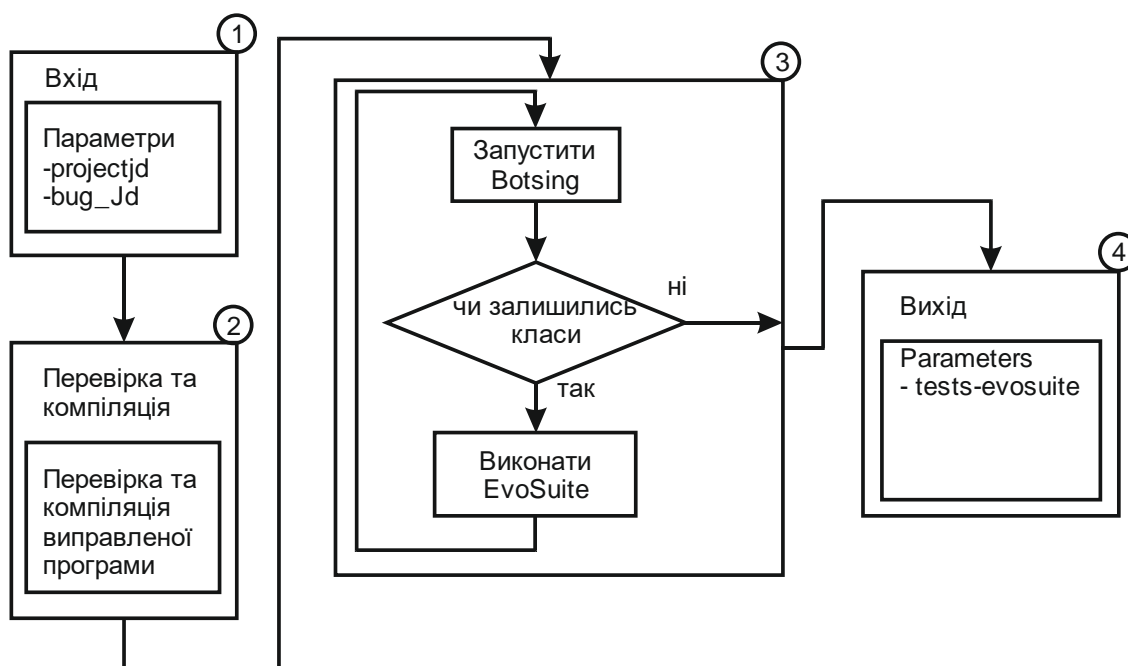 1
Вхід
Параметри
-projectjd
-bug_Jd
2
Перевірка та
компіляція
Перевірка та
компіляція
виправленої
програми
3
Запустити
Botsing
чи залишились
класи
ні
так
Виконати
EvoSuite
4
Вихід
Parameters
- tests-evosuite